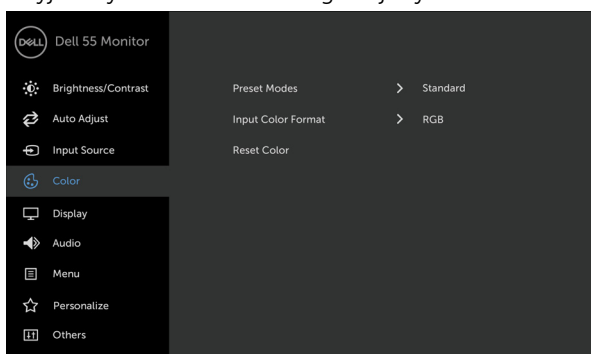 DELL
Dell 55 Monitor
Brightness/Contrast
Auto Adjust
Input Source
Color
Display
Audio
Menu
Personalize
Others
Preset Modes
Standard
Input Color Format
RGB
Reset Color